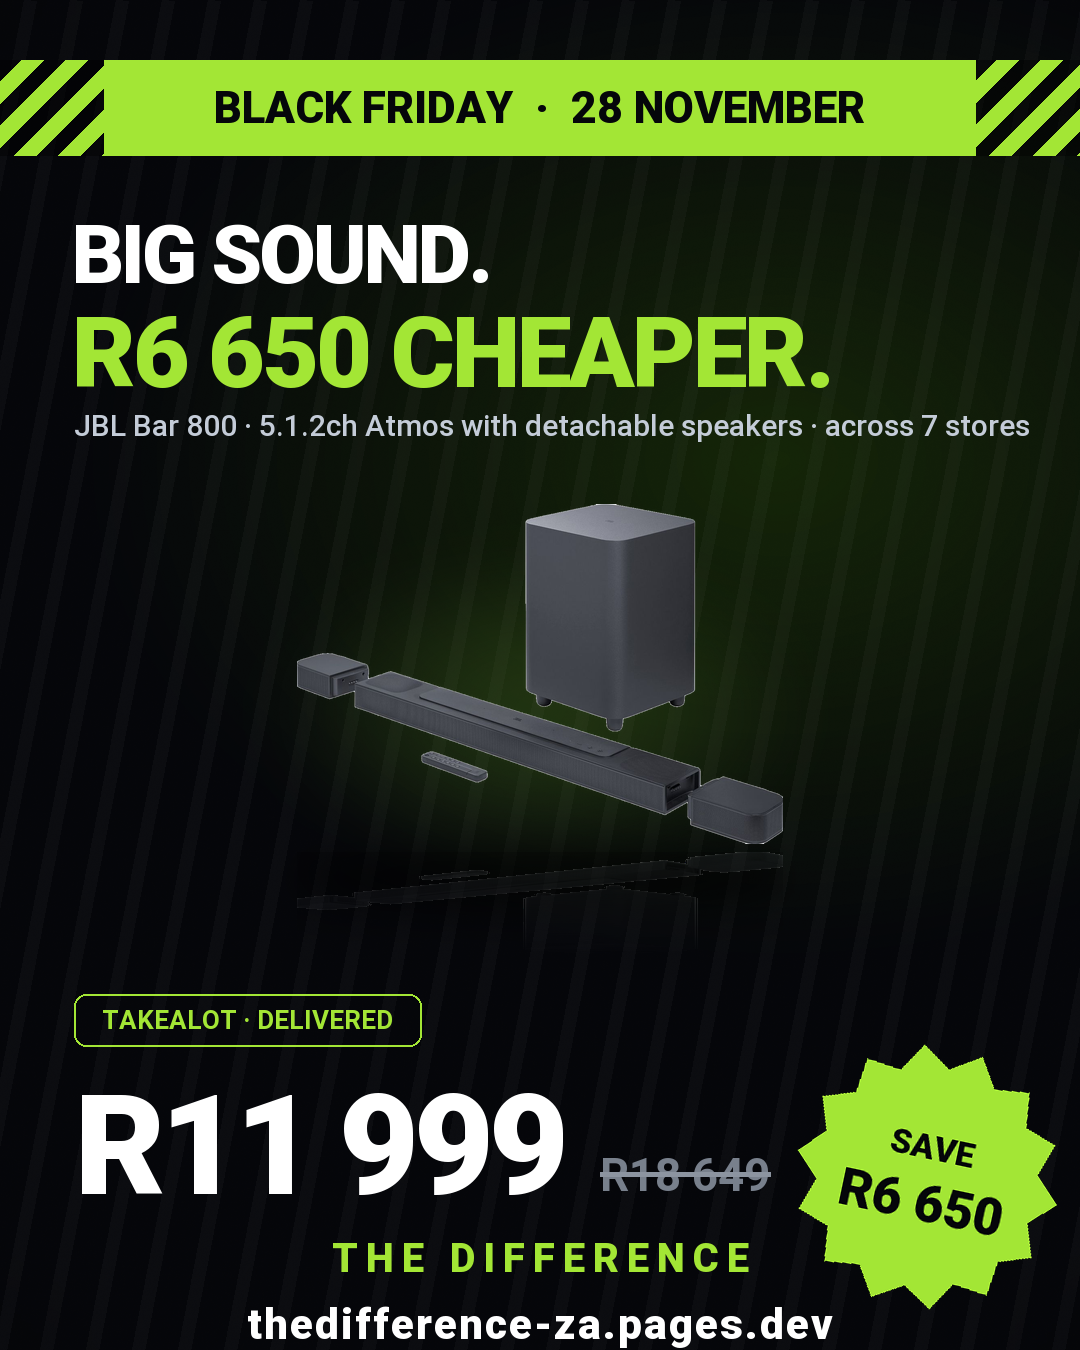 BLACK FRIDAY · 28 NOVEMBER
BIG SOUND.
R6 650 CHEAPER.
JBL Bar 800 · 5.1.2ch Atmos with detachable speakers · across 7 stores
TAKEALOT · DELIVERED
R11 999 R18 649
SAVE
R6 650
THE DIFFERENCE
thedifference-za.pages.dev